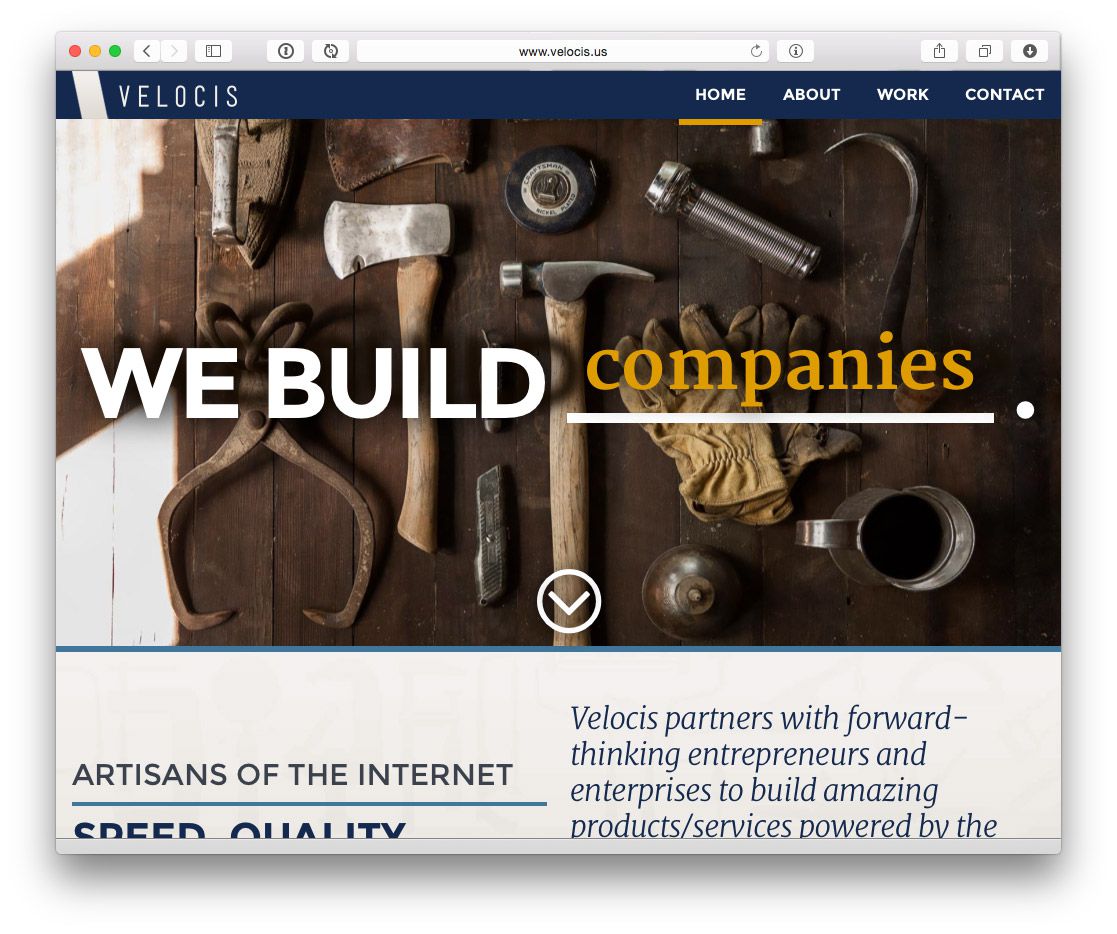 www.velocis.us
VELOCIS
HOME ABOUT WORK CONTACT
CRAFTSMAN
NICKEL PLATED
WE BUILD companies .
ARTISANS OF THE INTERNET
SPEED, QUALITY
Velocis partners with forward-
thinking entrepreneurs and
enterprises to build amazing
products/services powered by the